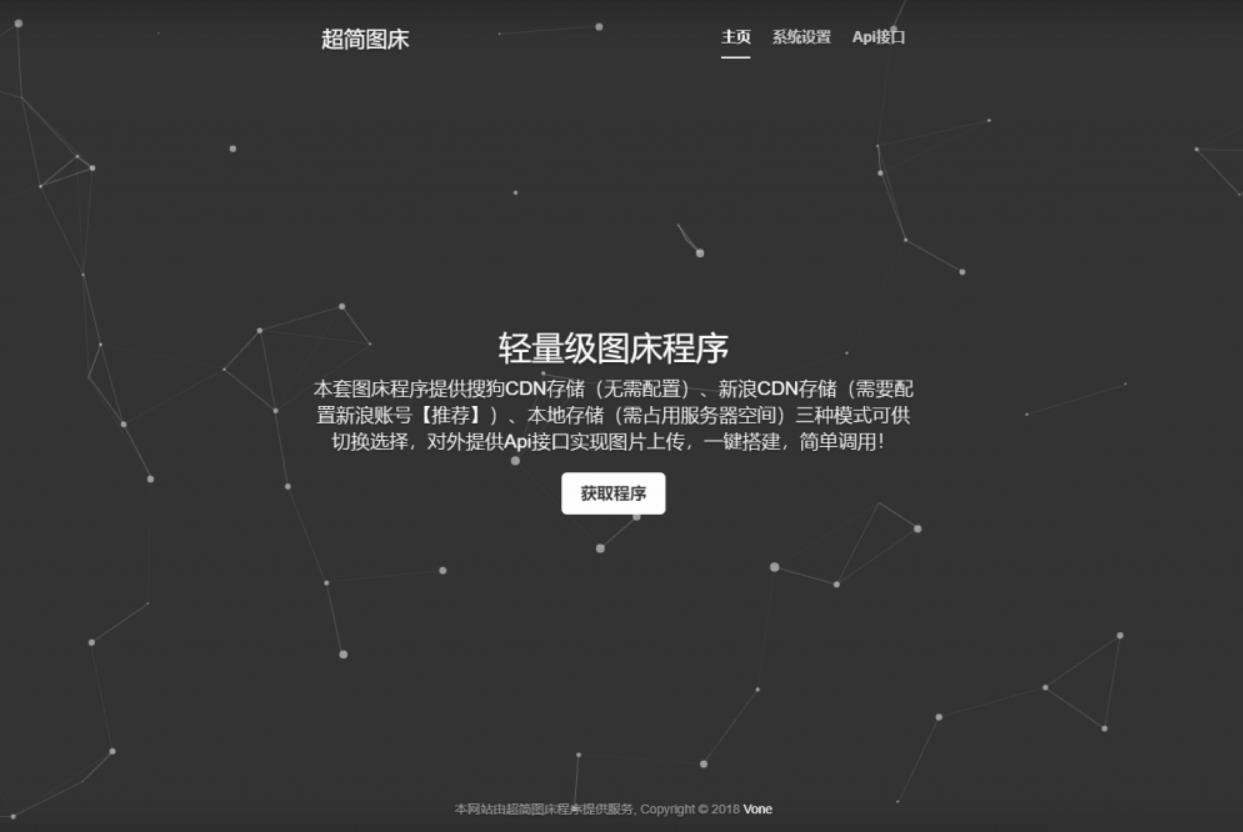 超简图床
主页 系统设置 Api接口
轻量级图床程序
本套图床程序提供搜狗CDN存储（无需配置）、新浪CDN存储（需要配
置新浪账号【推荐】）、本地存储（需占用服务器空间）三种模式可供
切换选择，对外提供Api接口实现图片上传，一键搭建，简单调用！
获取程序
本网站由超简图床程序提供服务, Copyright © 2018 Vone